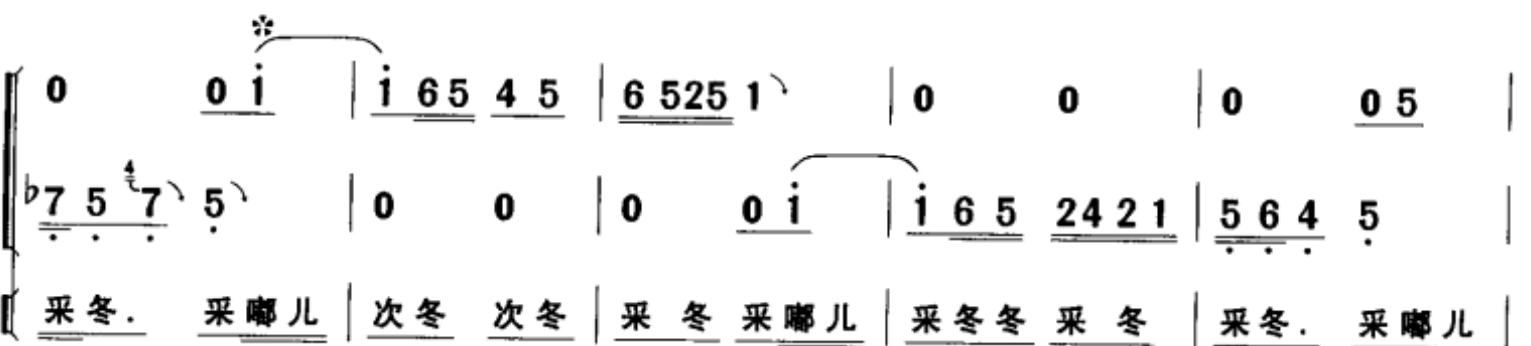 ✽
0 0 i | i 65 4 5 | 6 525 1 | 0 0 | 0 0 5 |
♭7 5 4 7 5 | 0 0 | 0 0 i | i 6 5 24 2 1 | 5 6 4 5 |
采冬. 采嘟儿 | 次冬 次冬 | 采 冬 采嘟儿 | 采冬冬 采 冬 | 采冬. 采嘟儿 |